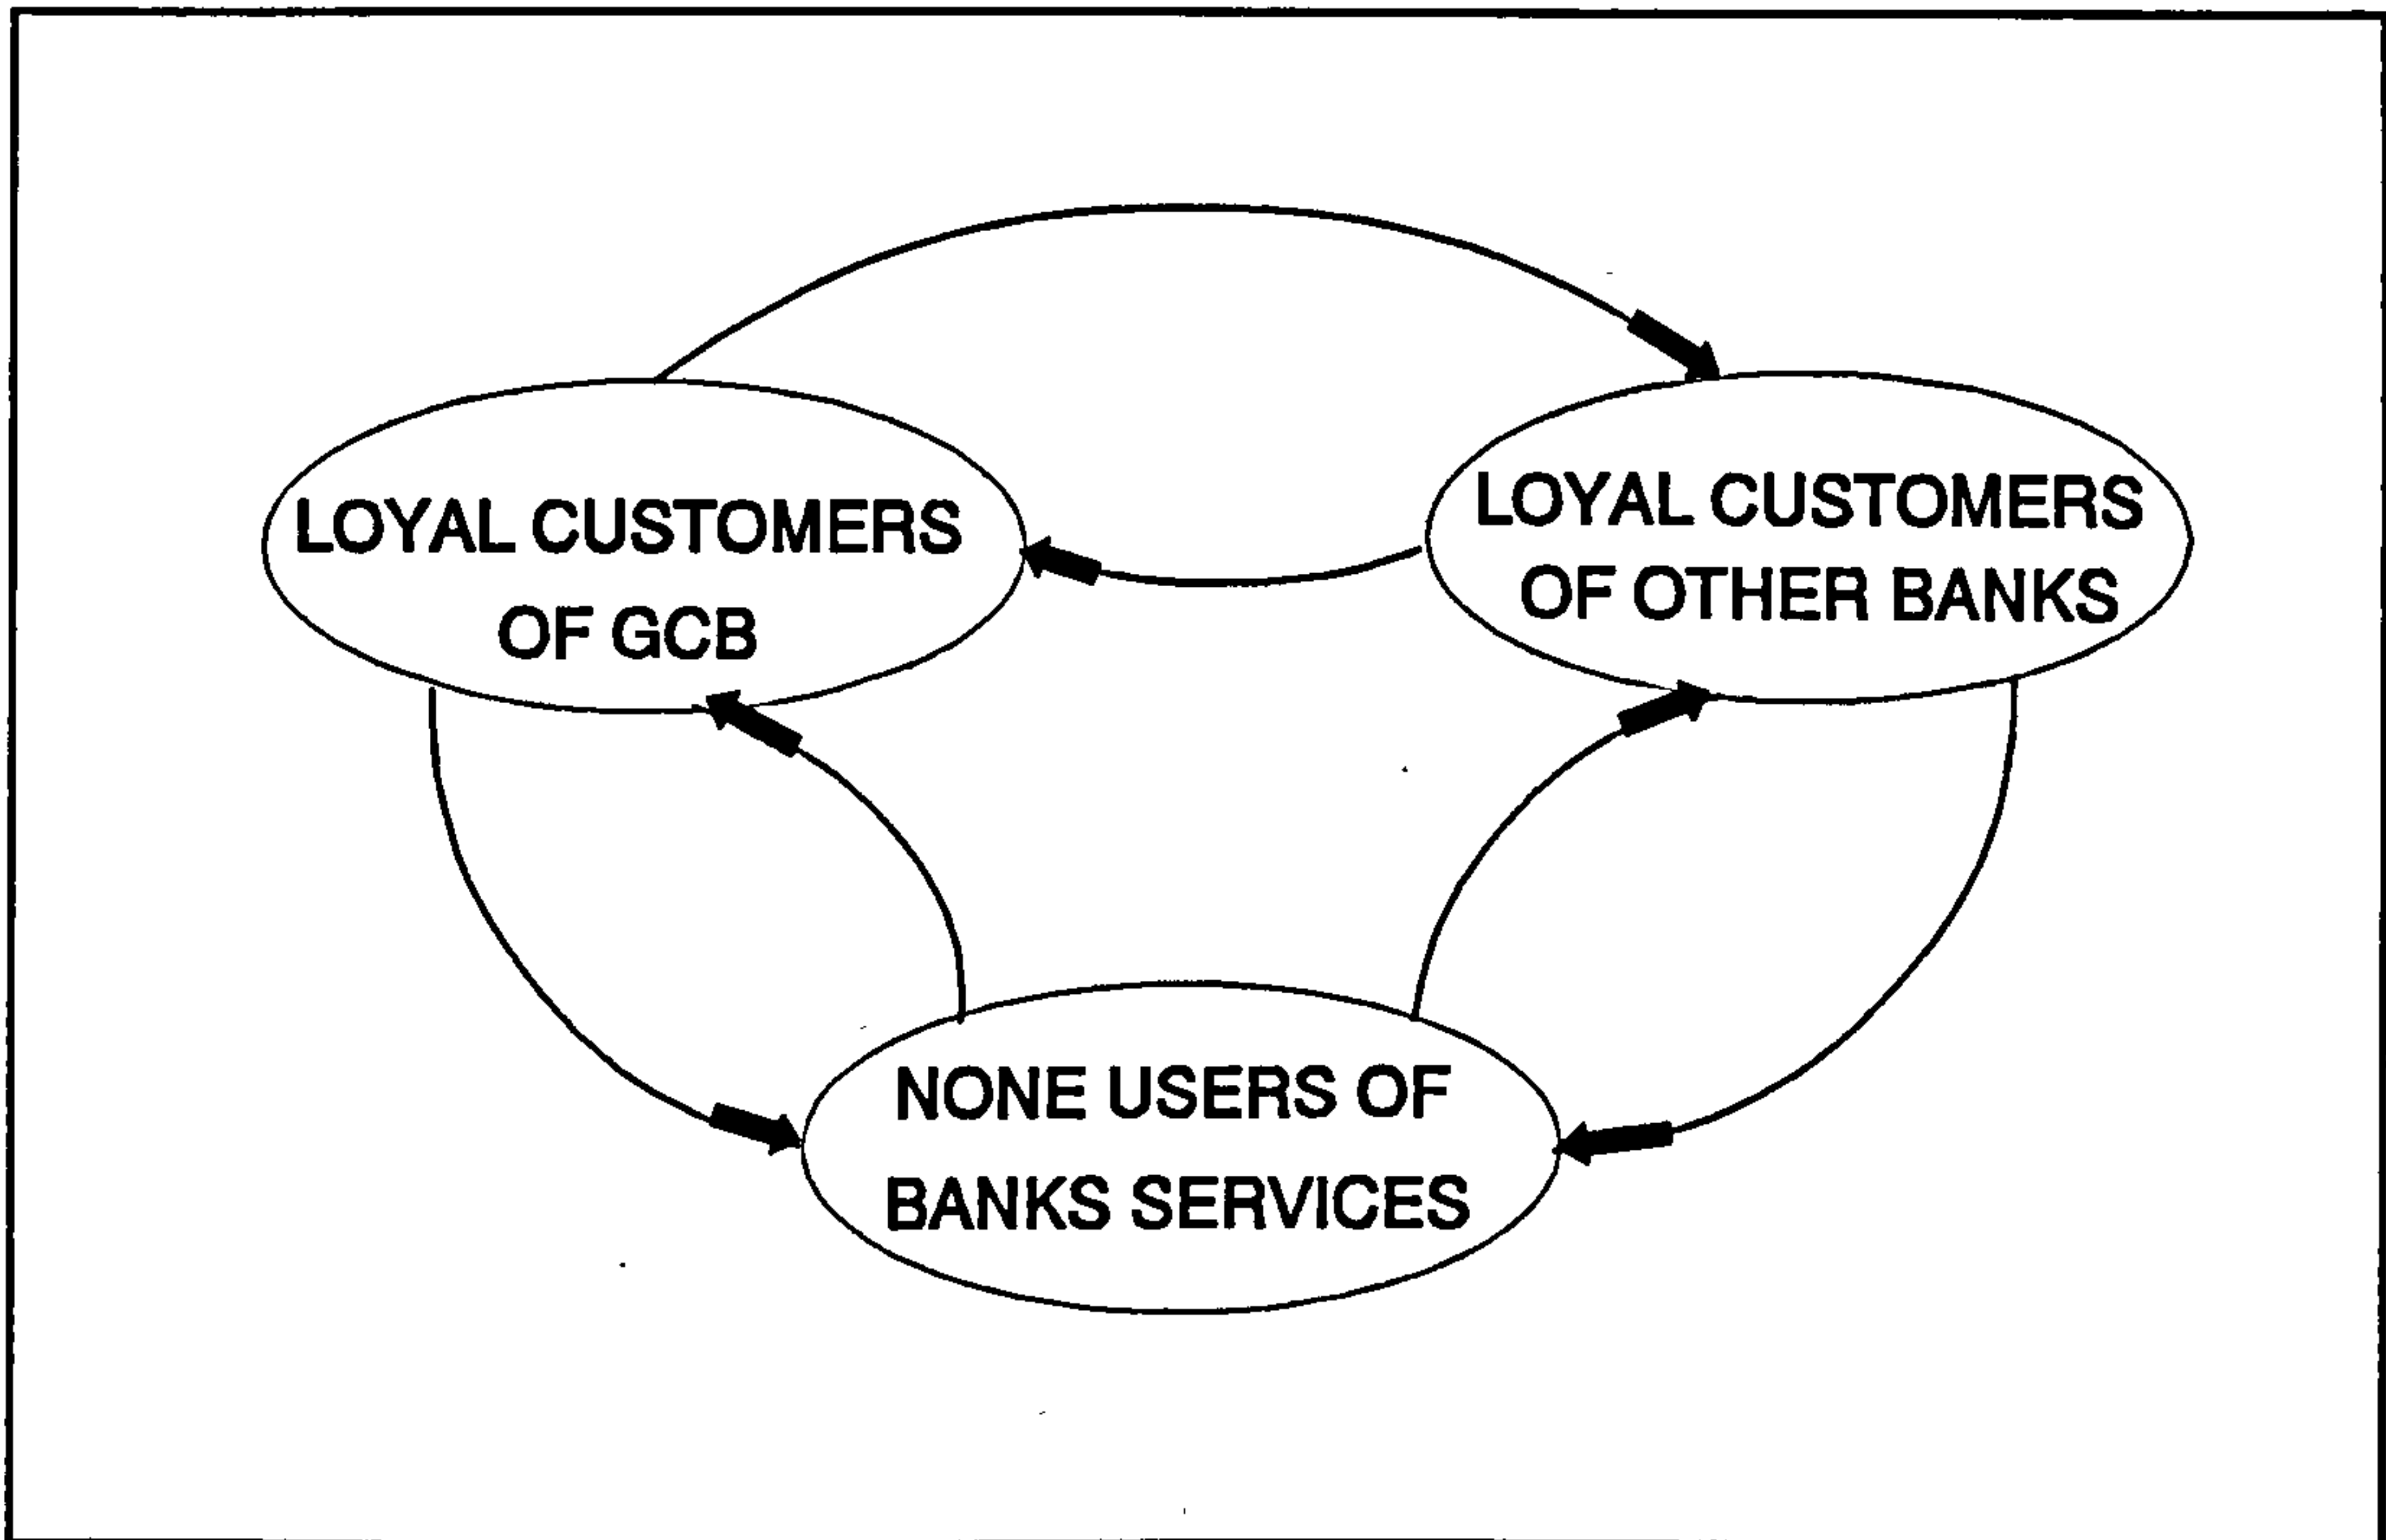 LOYAL CUSTOMERS
OF GCB
LOYAL CUSTOMERS
OF OTHER BANKS
NONE USERS OF
BANKS SERVICES